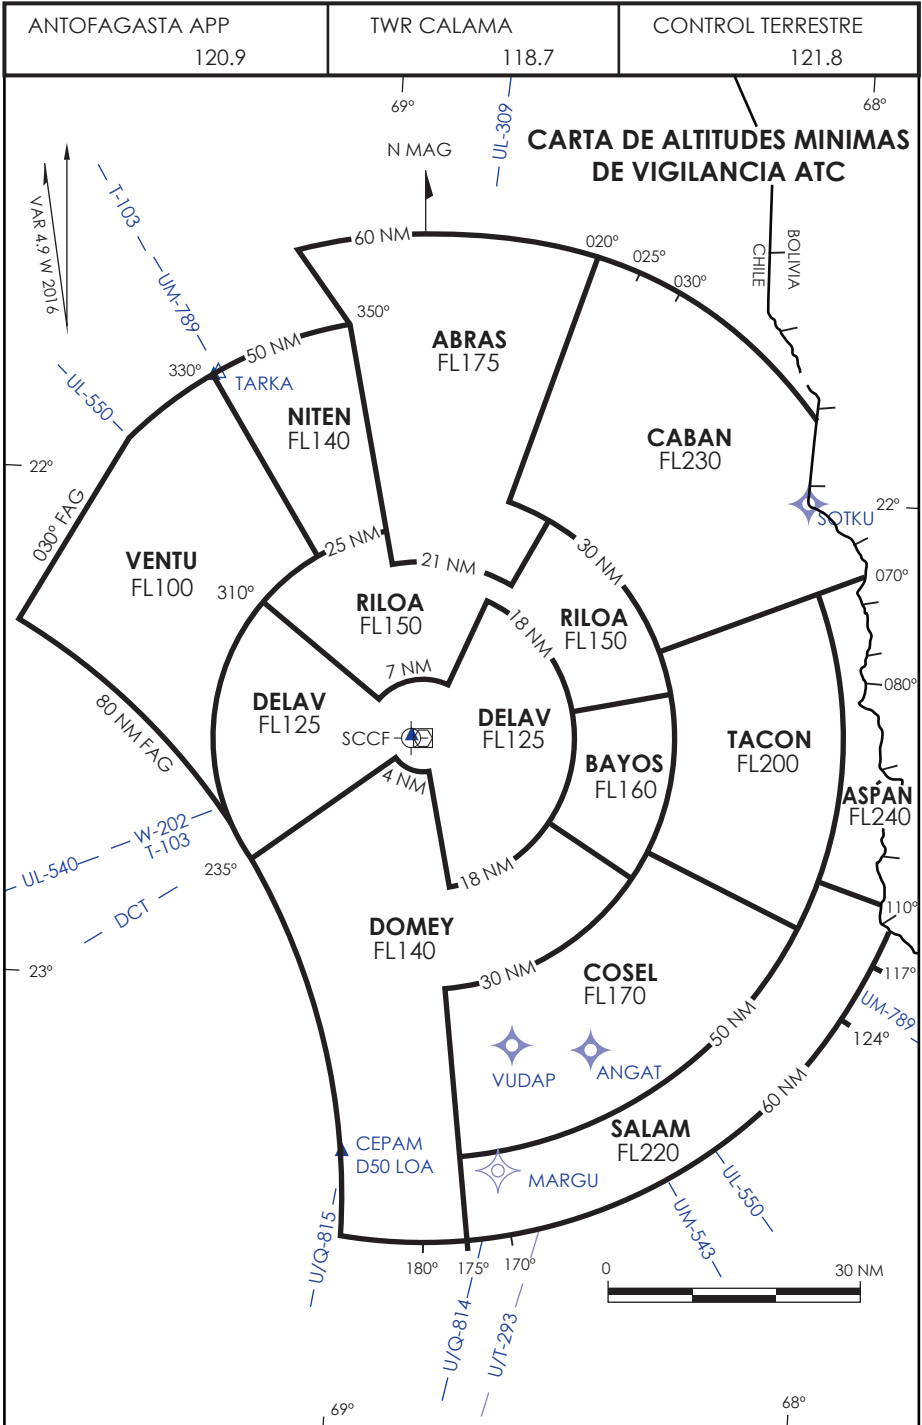 ANTOFAGASTA APP
120.9
TWR CALAMA
118.7
CONTROL TERRESTRE
121.8
69°
68°
UL-309
CARTA DE ALTITUDES MINIMAS
DE VIGILANCIA ATC
N MAG
VAR 4.9 W 2016
T-103
UM-789
BOLIVIA
CHILE
60 NM
020°
025°
030°
350°
50 NM
330°
TARKA
UL-550
ABRAS
FL175
NITEN
FL140
CABAN
FL230
22°
22°
SOTKU
030° FAG
VENTU
FL100
25 NM
21 NM
30 NM
070°
310°
RILOA
FL150
RILOA
FL150
18 NM
7 NM
080°
DELAV
FL125
SCCF
DELAV
FL125
80 NM FAG
TACON
FL200
BAYOS
FL160
4 NM
ASPAN
FL240
W-202
T-103
UL-540
235°
DCT
18 NM
110°
DOMEY
FL140
23°
30 NM
COSEL
FL170
117°
UM-789
124°
50 NM
VUDAP
ANGAT
60 NM
SALAM
FL220
CEPAM
D50 LOA
MARGU
UL-550
UM-543
U/Q-815
180°
175°
170°
0
30 NM
U/Q-814
U/T-293
69°
68°